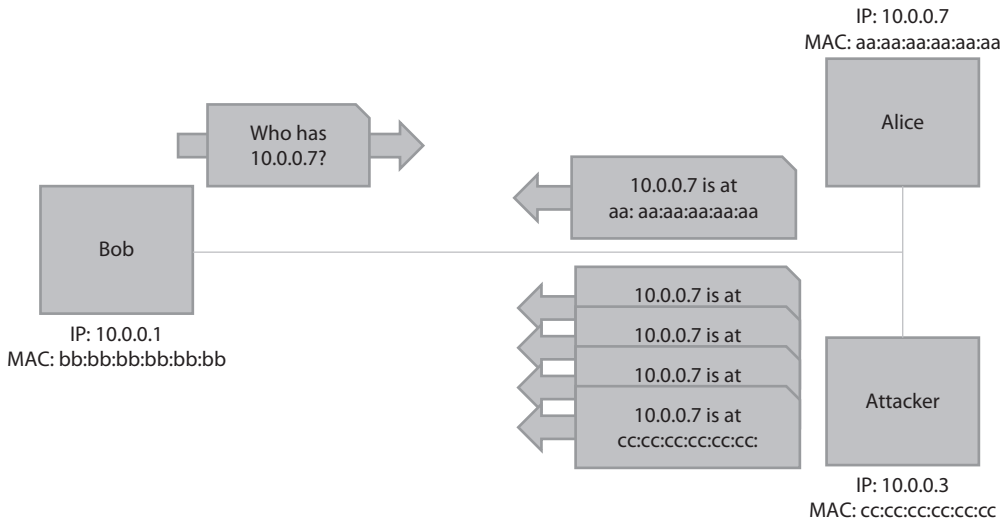 IP: 10.0.0.7
MAC: aa:aa:aa:aa:aa:aa
Alice
Who has
10.0.0.7?
10.0.0.7 is at
aa: aa:aa:aa:aa:aa
Bob
IP: 10.0.0.1
MAC: bb:bb:bb:bb:bb:bb
10.0.0.7 is at
10.0.0.7 is at
10.0.0.7 is at
10.0.0.7 is at
cc:cc:cc:cc:cc:cc:
Attacker
IP: 10.0.0.3
MAC: cc:cc:cc:cc:cc:cc